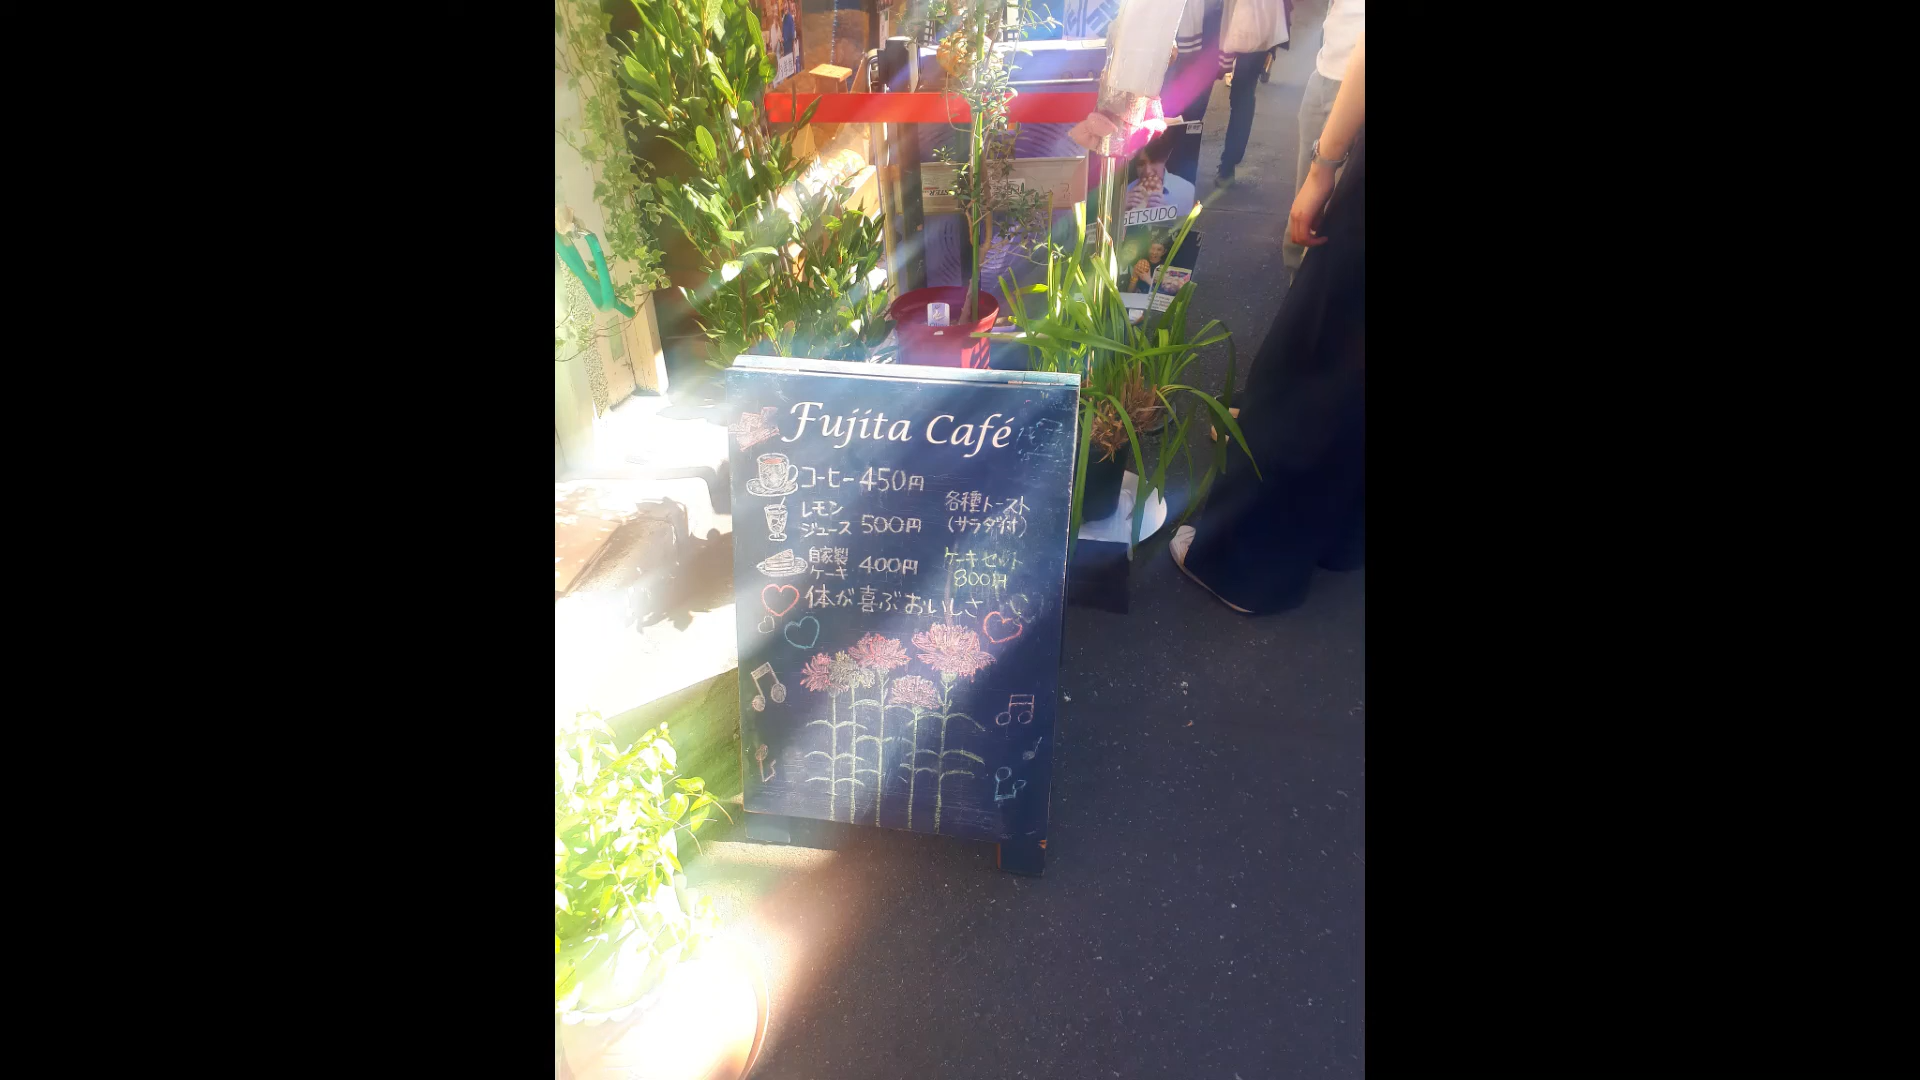 GETSUDO
Fujita Café
コーヒー 450円
レモン
ジュース 500円
各種トースト
(サラダ付)
自家製
ケーキ 400円
ケーキセット
800円
体が喜ぶおいしさ